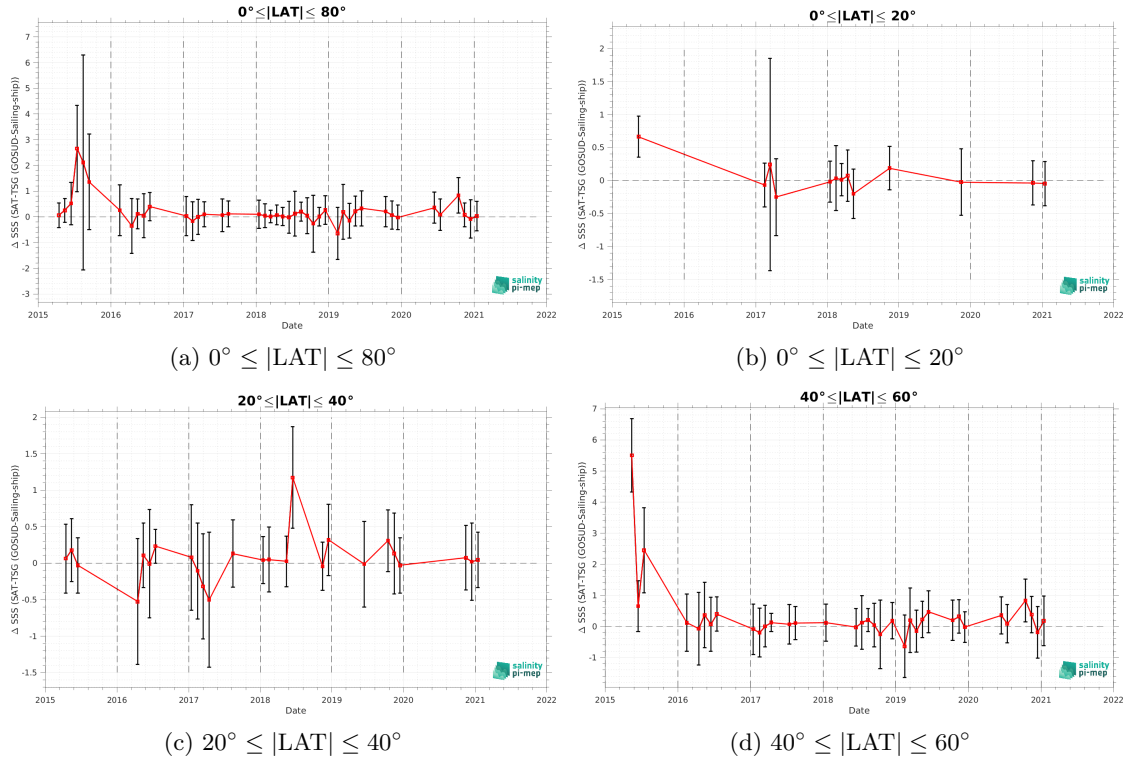 0°≤|LAT|≤ 80°
Δ SSS (SAT-TSG (GOSUD-Sailing-ship))
7
6
5
4
3
2
1
0
-1
-2
-3
2015 2016 2017 2018 2019 2020 2021 2022
Date
salinity
pi-mep
(a) 0° ≤ |LAT| ≤ 80°
0°≤|LAT|≤ 20°
Δ SSS (SAT-TSG (GOSUD-Sailing-ship))
2
1.5
1
0.5
0
-0.5
-1
-1.5
2015 2016 2017 2018 2019 2020 2021 2022
Date
salinity
pi-mep
(b) 0° ≤ |LAT| ≤ 20°
20°≤|LAT|≤ 40°
Δ SSS (SAT-TSG (GOSUD-Sailing-ship))
2
1.5
1
0.5
0
-0.5
-1
-1.5
2015 2016 2017 2018 2019 2020 2021 2022
Date
salinity
pi-mep
(c) 20° ≤ |LAT| ≤ 40°
40°≤|LAT|≤ 60°
Δ SSS (SAT-TSG (GOSUD-Sailing-ship))
7
6
5
4
3
2
1
0
-1
2015 2016 2017 2018 2019 2020 2021 2022
Date
salinity
pi-mep
(d) 40° ≤ |LAT| ≤ 60°